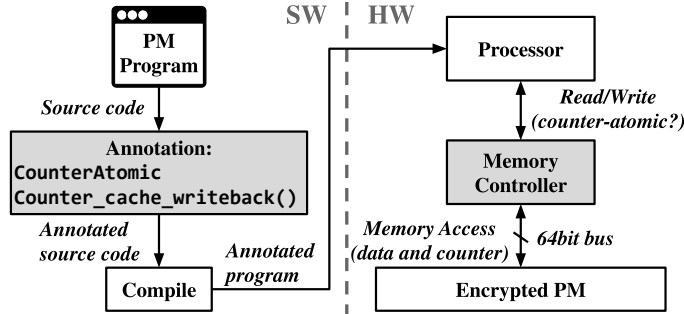 SW
HW
PM
Program
Source code
Annotation:
CounterAtomic
Counter_cache_writeback()
Annotated
source code
Annotated
program
Compile
Processor
Read/Write
(counter-atomic?)
Memory
Controller
Memory Access
(data and counter)
64bit bus
Encrypted PM